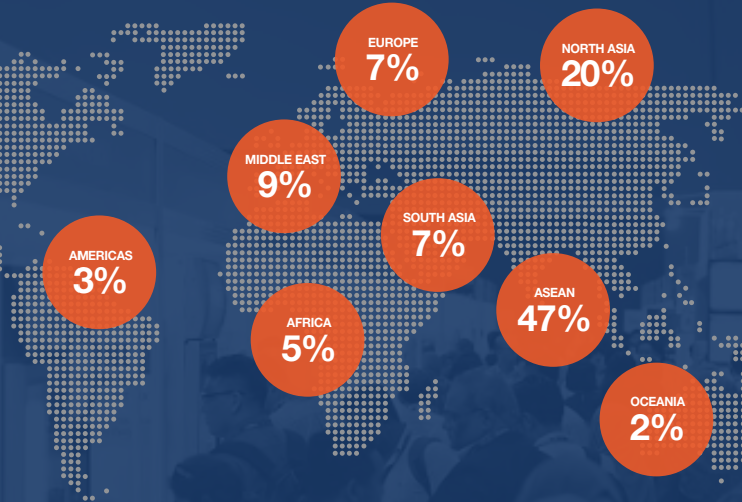 EUROPE
7%
NORTH ASIA
20%
MIDDLE EAST
9%
SOUTH ASIA
7%
AMERICAS
3%
ASEAN
47%
AFRICA
5%
OCEANIA
2%